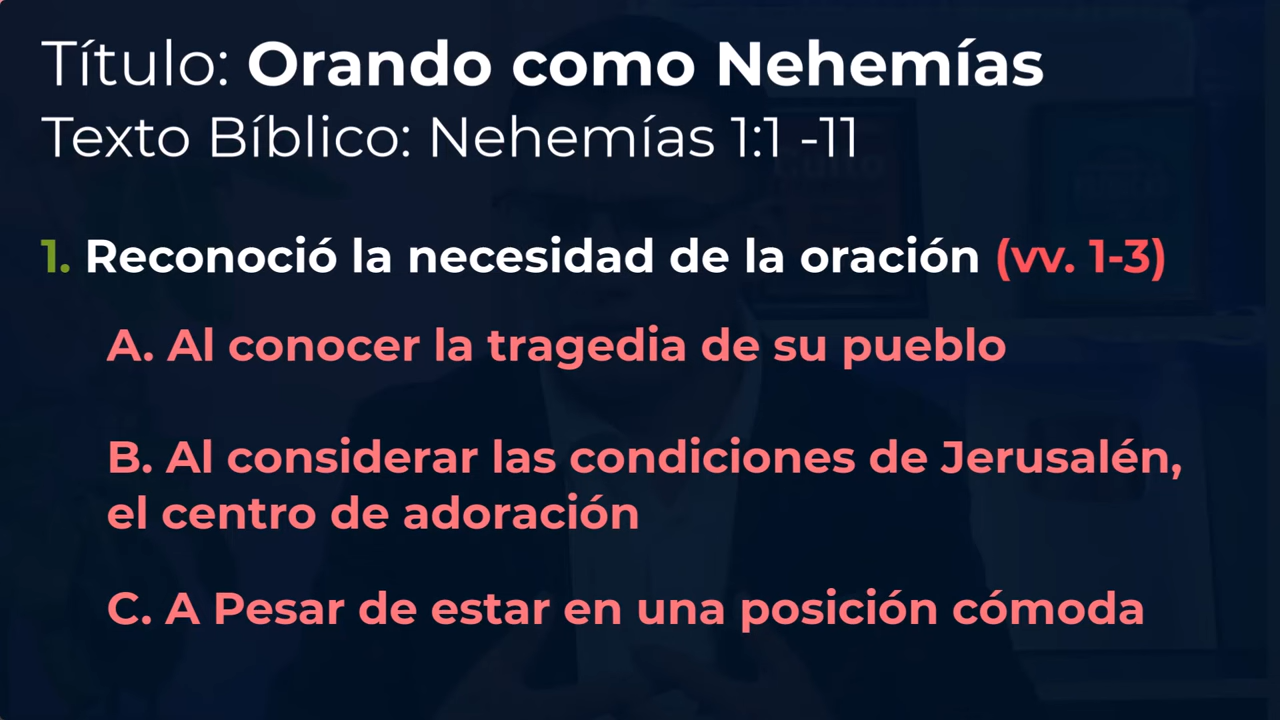 Título: Orando como Nehemías
Texto Bíblico: Nehemías 1:1 -11
1. Reconoció la necesidad de la oración (vv. 1-3)
A. Al conocer la tragedia de su pueblo
B. Al considerar las condiciones de Jerusalén,
el centro de adoración
C. A Pesar de estar en una posición cómoda